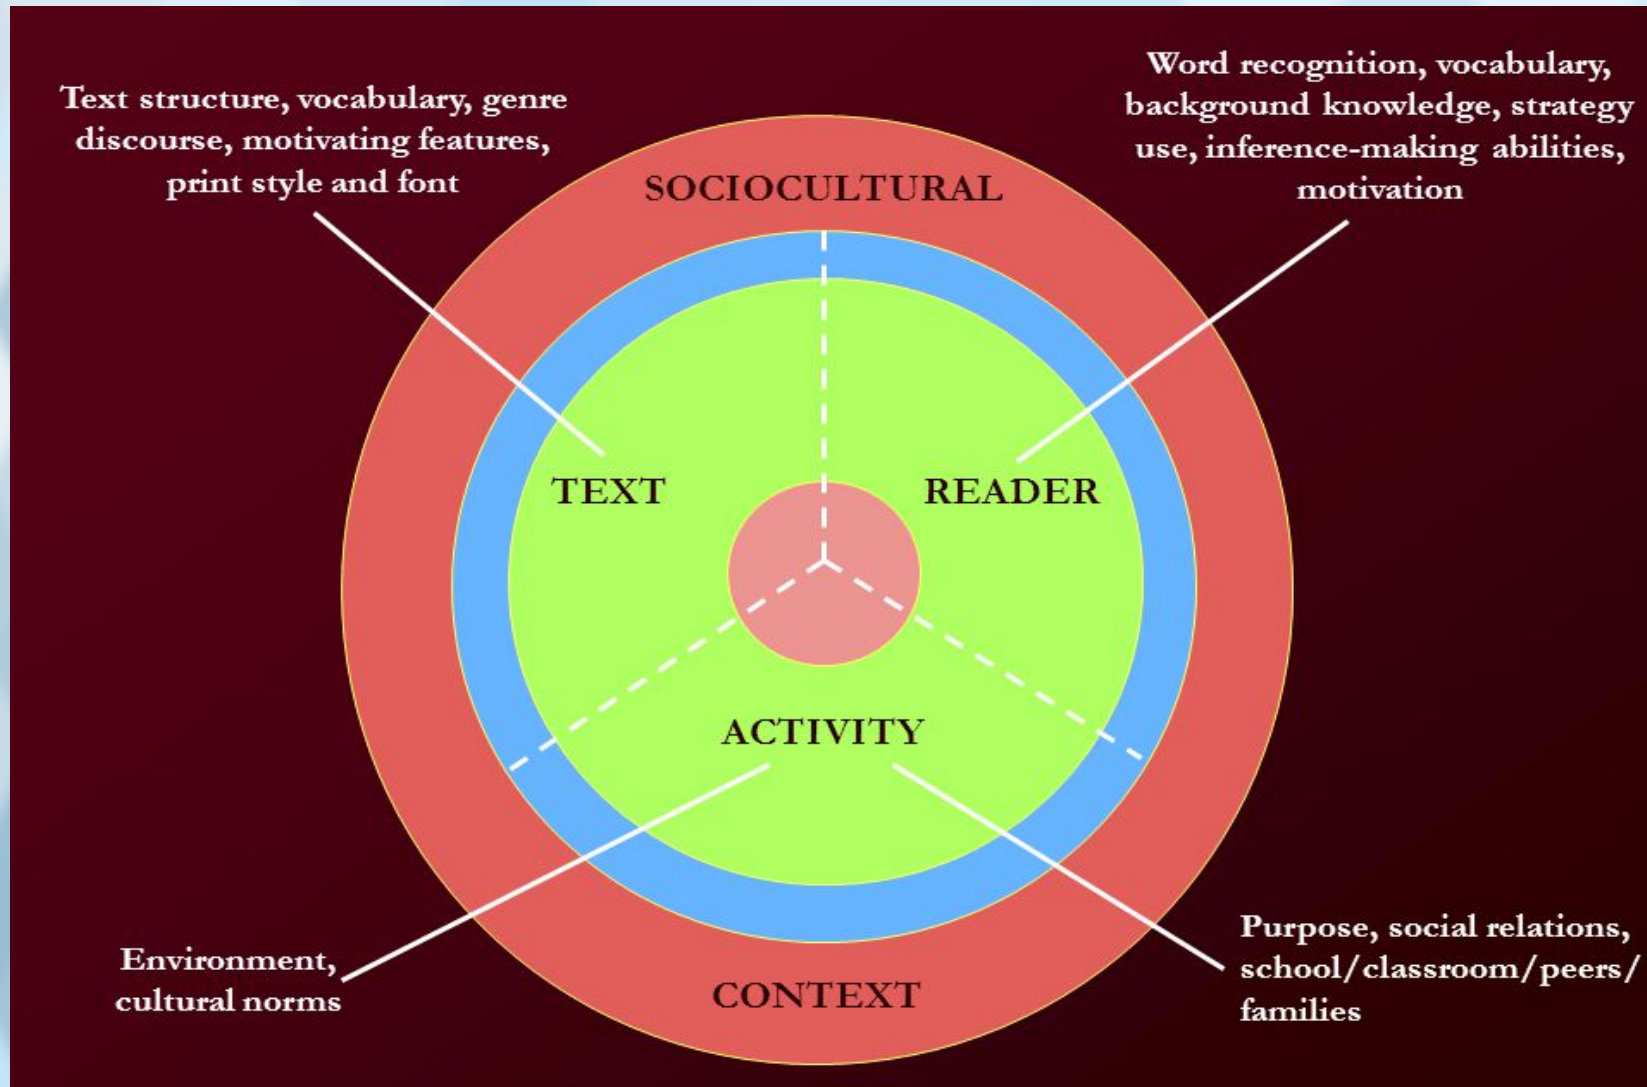 Text structure, vocabulary, genre
discourse, motivating features,
print style and font
Word recognition, vocabulary,
background knowledge, strategy
use, inference-making abilities,
motivation
SOCIOCULTURAL
TEXT
READER
ACTIVITY
Environment,
cultural norms
CONTEXT
Purpose, social relations,
school/classroom/peers/
families